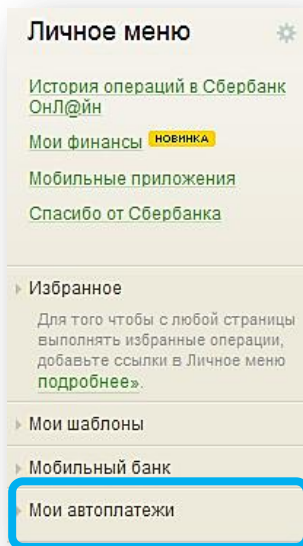 Личное меню
История операций в Сбербанк
ОнЛ@йн
Мои финансы НОВИНКА
Мобильные приложения
Спасибо от Сбербанка
Избранное
Для того чтобы с любой страницы
выполнять избранные операции,
добавьте ссылки в Личное меню
подробнее».
Мои шаблоны
Мобильный банк
Мои автоплатежи